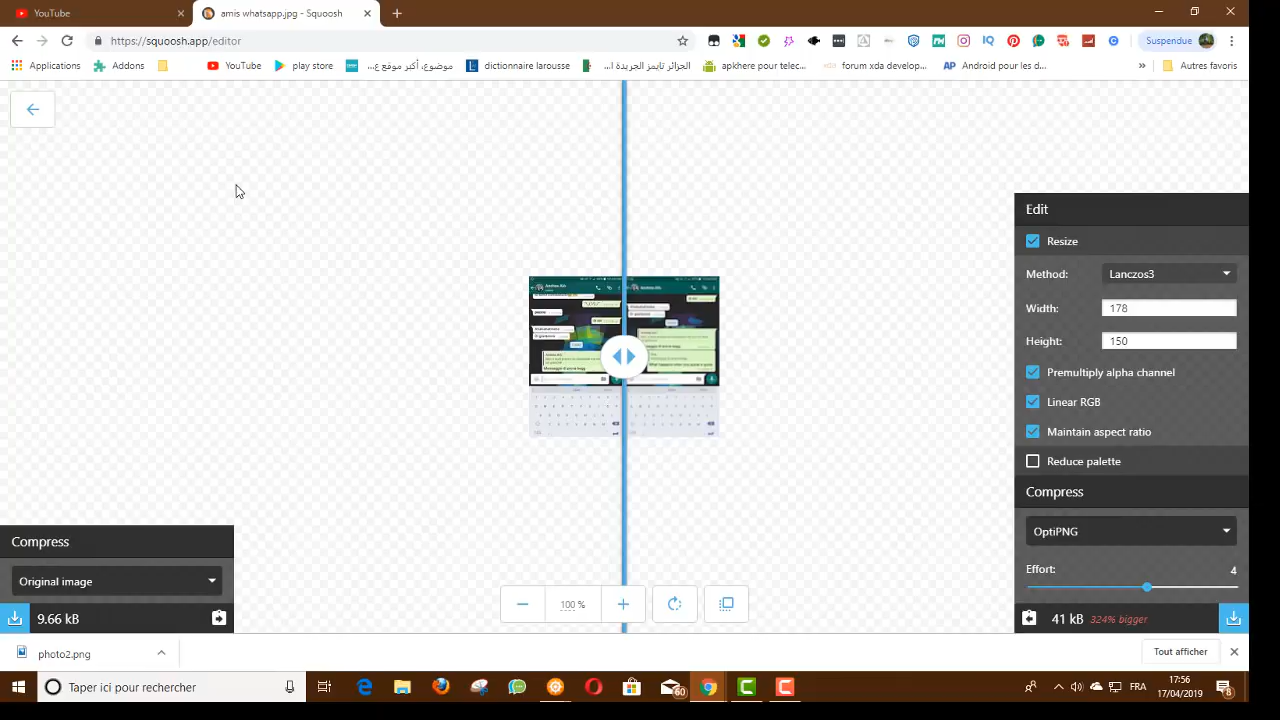 YouTube
amis whatsapp.jpg - Squoosh
https://squoosh.app/editor
Suspendue
Applications
Addons
YouTube
play store
موضوع، أكبر موقع ع...
dictionnaire larousse
الجزائر تايمز الجريدة ا...
apkhere pour telec...
forum xda develop...
Android pour les d...
Autres favoris
Edit
Resize
Method: Lanczos3
Width: 178
Height: 150
Premultiply alpha channel
Linear RGB
Maintain aspect ratio
Reduce palette
Compress
OptiPNG
Effort: 4
41 kB 324% bigger
Compress
Original image
9.66 kB
100 %
photo2.png
Tout afficher
Taper ici pour rechercher
60
FRA
17:58
17/04/2019